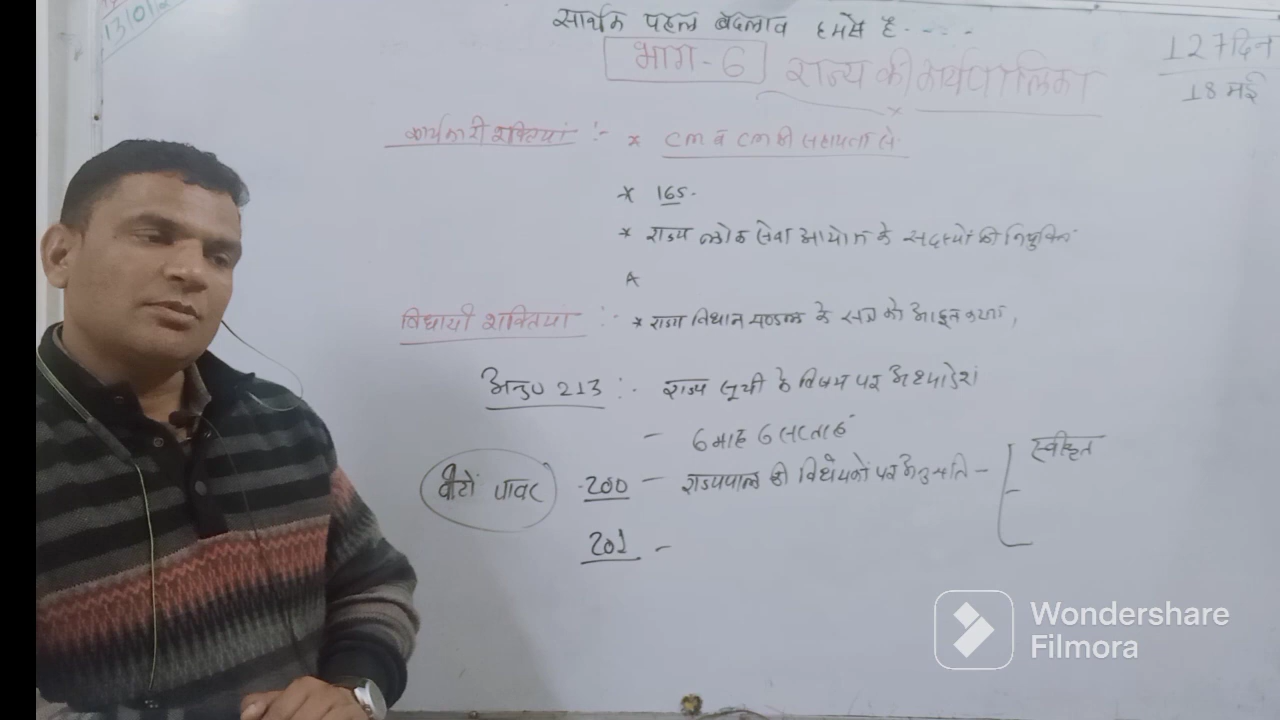 13/01/2
सार्थक पहल बदलाव हमसे है - - - -
भाग - 6 राज्य की कार्यपालिका
127 दिन
18 मई
कार्यकारी शक्तियां :- * CM व CM की सहायता से
* 165.
* राज्य लोक सेवा आयोग के सदस्यों की नियुक्ति
विधायी शक्तियां :- * राज्य विधान मण्डल के सत्र को आहूत करना,
अनु० 213 :- राज्य सूची के विषय पर अध्यादेश
- 6 माह 6 सप्ताह
वीटो पावर 200 - राज्यपाल की विधेयकों पर अनुमति - स्वीकृत
201 -
Wondershare
Filmora